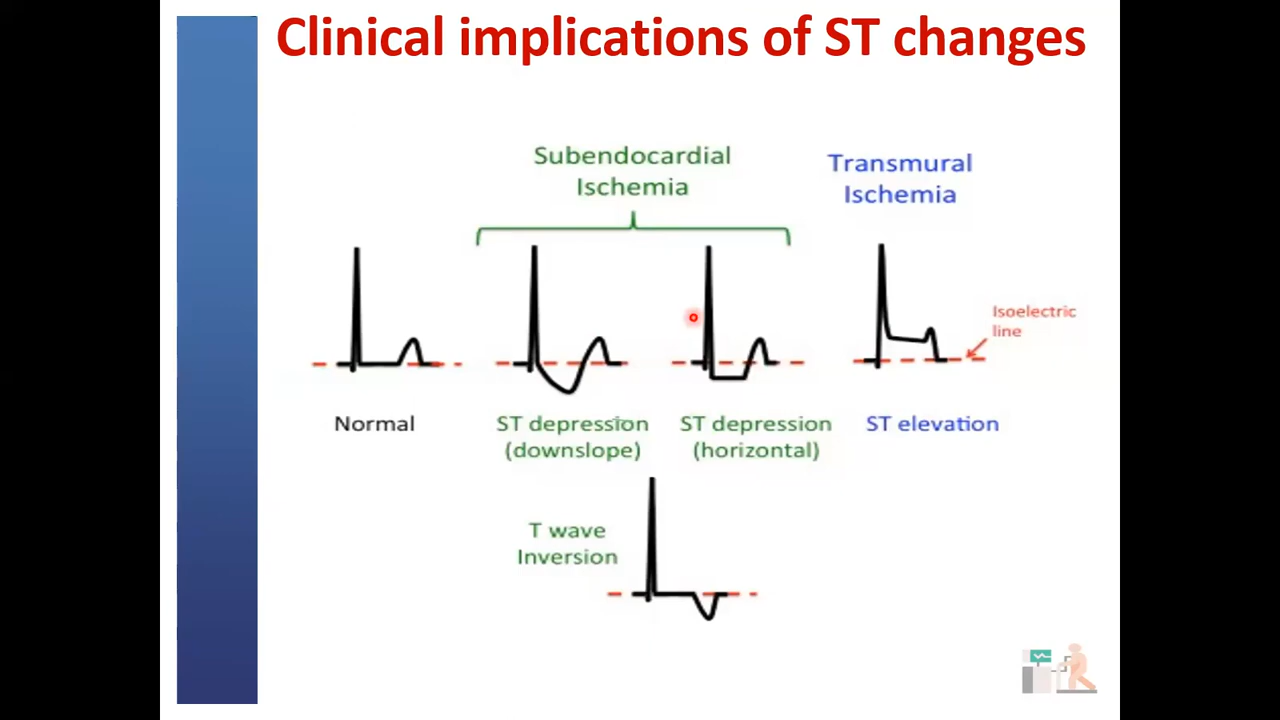 Clinical implications of ST changes
Subendocardial
Ischemia
Transmural
Ischemia
Isoelectric
line
Normal
ST depression
(downslope)
ST depression
(horizontal)
ST elevation
T wave
Inversion